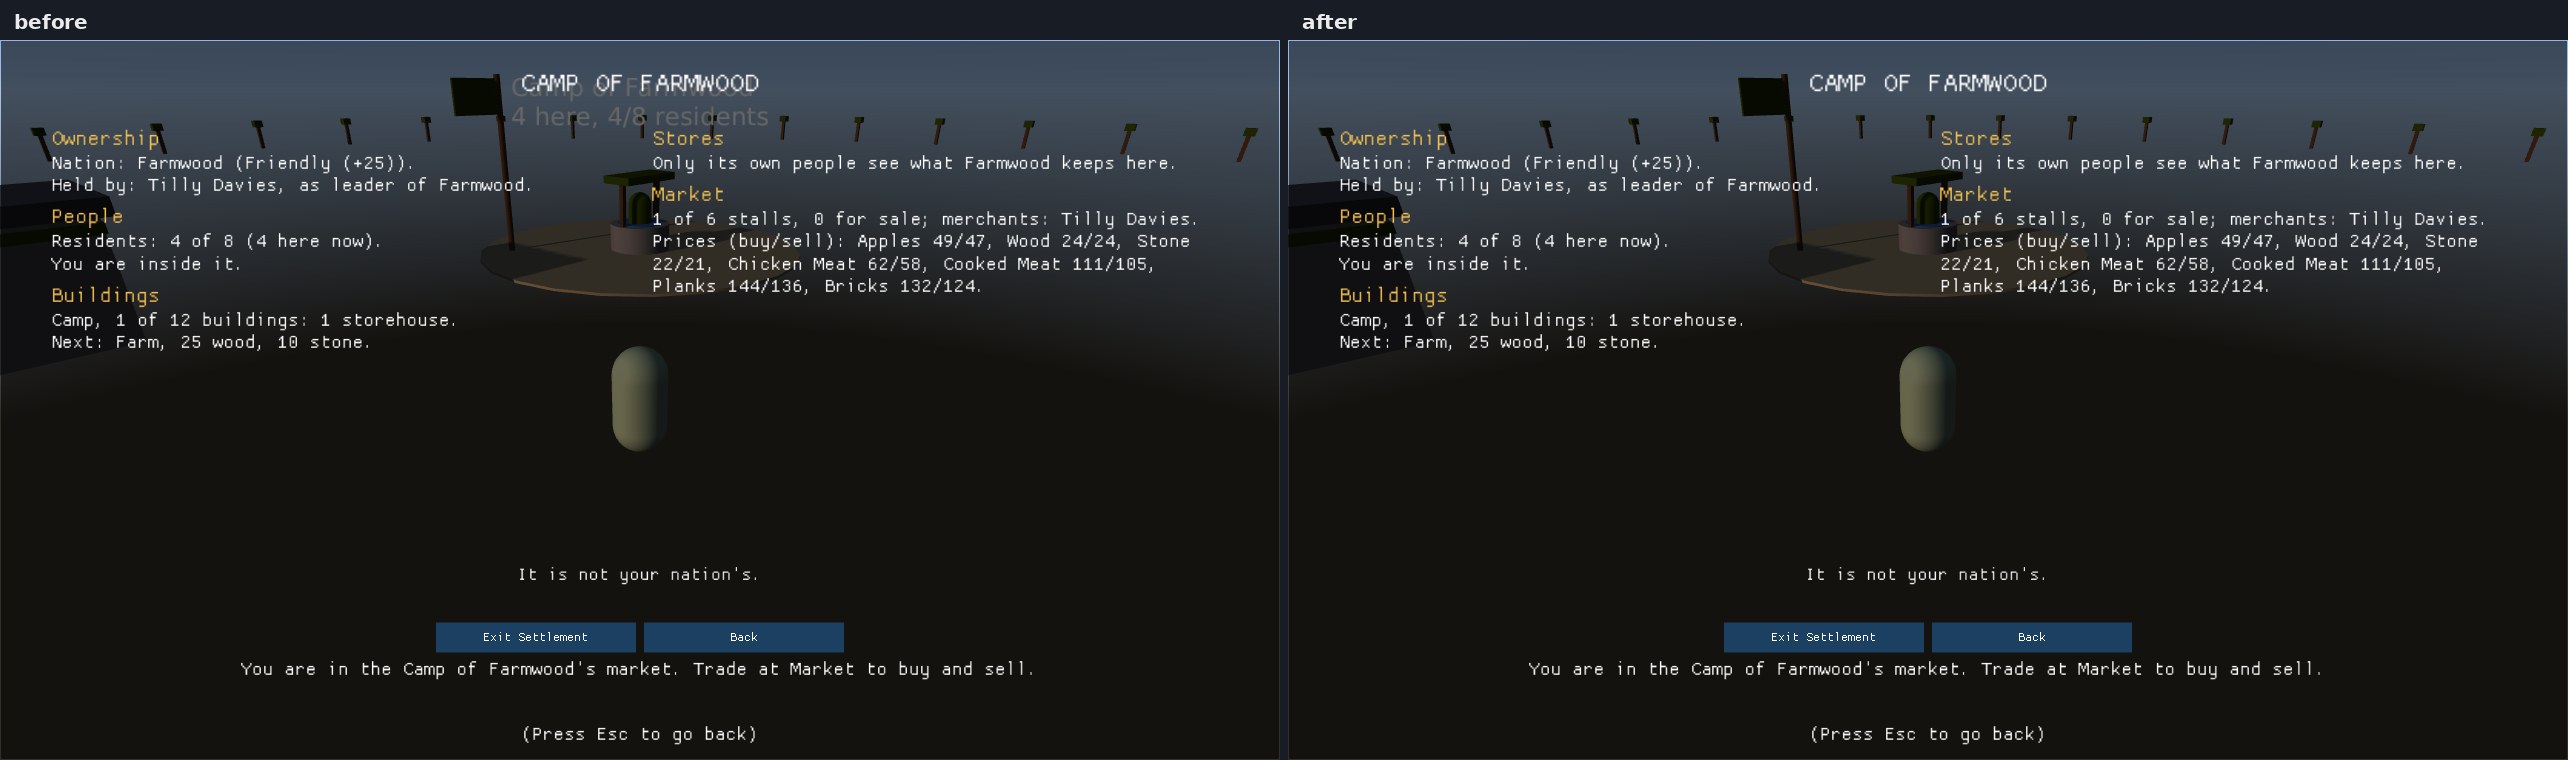 before
CAMP OF FARMWOOD
Camp of Farmwood
4 here, 4/8 residents
Ownership
Nation: Farmwood (Friendly (+25)).
Held by: Tilly Davies, as leader of Farmwood.
People
Residents: 4 of 8 (4 here now).
You are inside it.
Buildings
Camp, 1 of 12 buildings: 1 storehouse.
Next: Farm, 25 wood, 10 stone.
Stores
Only its own people see what Farmwood keeps here.
Market
1 of 6 stalls, 0 for sale; merchants: Tilly Davies.
Prices (buy/sell): Apples 49/47, Wood 24/24, Stone
22/21, Chicken Meat 62/58, Cooked Meat 111/105,
Planks 144/136, Bricks 132/124.
It is not your nation's.
Exit Settlement
Back
You are in the Camp of Farmwood's market. Trade at Market to buy and sell.
(Press Esc to go back)
after
CAMP OF FARMWOOD
Ownership
Nation: Farmwood (Friendly (+25)).
Held by: Tilly Davies, as leader of Farmwood.
People
Residents: 4 of 8 (4 here now).
You are inside it.
Buildings
Camp, 1 of 12 buildings: 1 storehouse.
Next: Farm, 25 wood, 10 stone.
Stores
Only its own people see what Farmwood keeps here.
Market
1 of 6 stalls, 0 for sale; merchants: Tilly Davies.
Prices (buy/sell): Apples 49/47, Wood 24/24, Stone
22/21, Chicken Meat 62/58, Cooked Meat 111/105,
Planks 144/136, Bricks 132/124.
It is not your nation's.
Exit Settlement
Back
You are in the Camp of Farmwood's market. Trade at Market to buy and sell.
(Press Esc to go back)